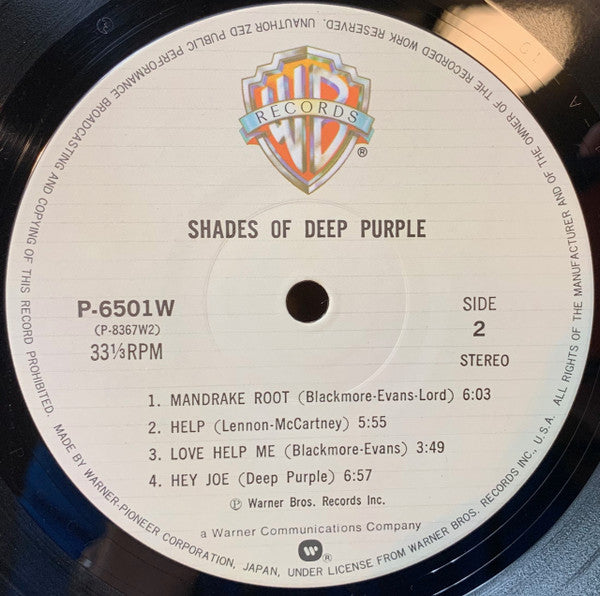 ALL RIGHTS OF THE MANUFACTURER AND OF THE OWNER OF THE RECORDED WORK RESERVED. UNAUTHORIZED PUBLIC PERFORMANCE BROADCASTING AND COPYING OF THIS RECORD PROHIBITED.
WB
RECORDS
®
SHADES OF DEEP PURPLE
P-6501W
(P-8367W2)
33⅓RPM
SIDE
2
STEREO
1. MANDRAKE ROOT (Blackmore-Evans-Lord) 6:03
2. HELP (Lennon-McCartney) 5:55
3. LOVE HELP ME (Blackmore-Evans) 3:49
4. HEY JOE (Deep Purple) 6:57
℗ Warner Bros. Records Inc.
a Warner Communications Company
®
MADE BY WARNER-PIONEER CORPORATION, JAPAN, UNDER LICENSE FROM WARNER BROS. RECORDS INC., U.S.A.